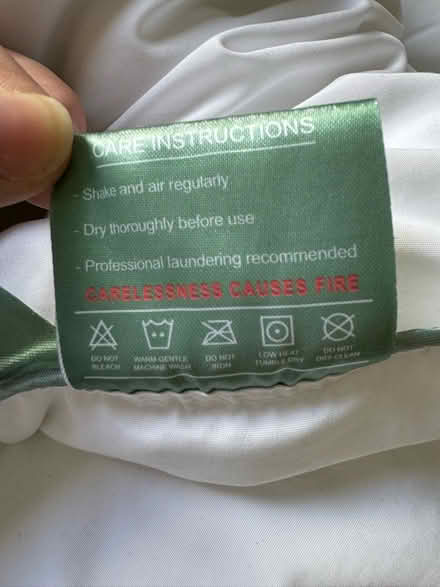 CARE INSTRUCTIONS
- Shake and air regularly
- Dry thoroughly before use
- Professional laundering recommended
CARELESSNESS CAUSES FIRE
DO NOT BLEACH
WARM GENTLE MACHINE WASH
DO NOT IRON
LOW HEAT TUMBLE DRY
DO NOT DRY CLEAN